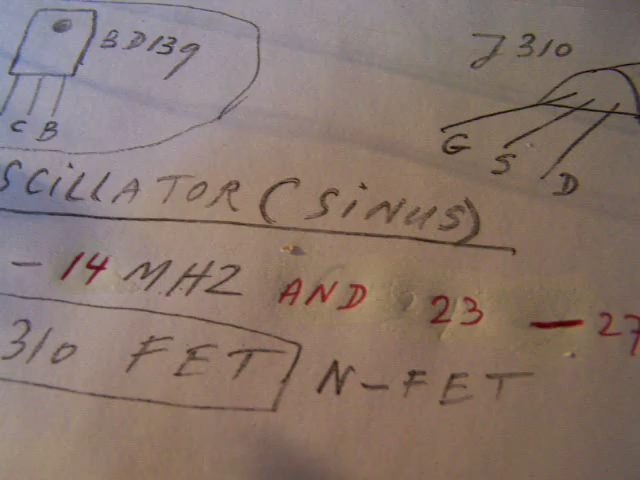 BD139
J310
C B
G S D
SCiLLATOR (SiNUS)
- 14 MHZ AND 23 - 27
310 FET N-FET